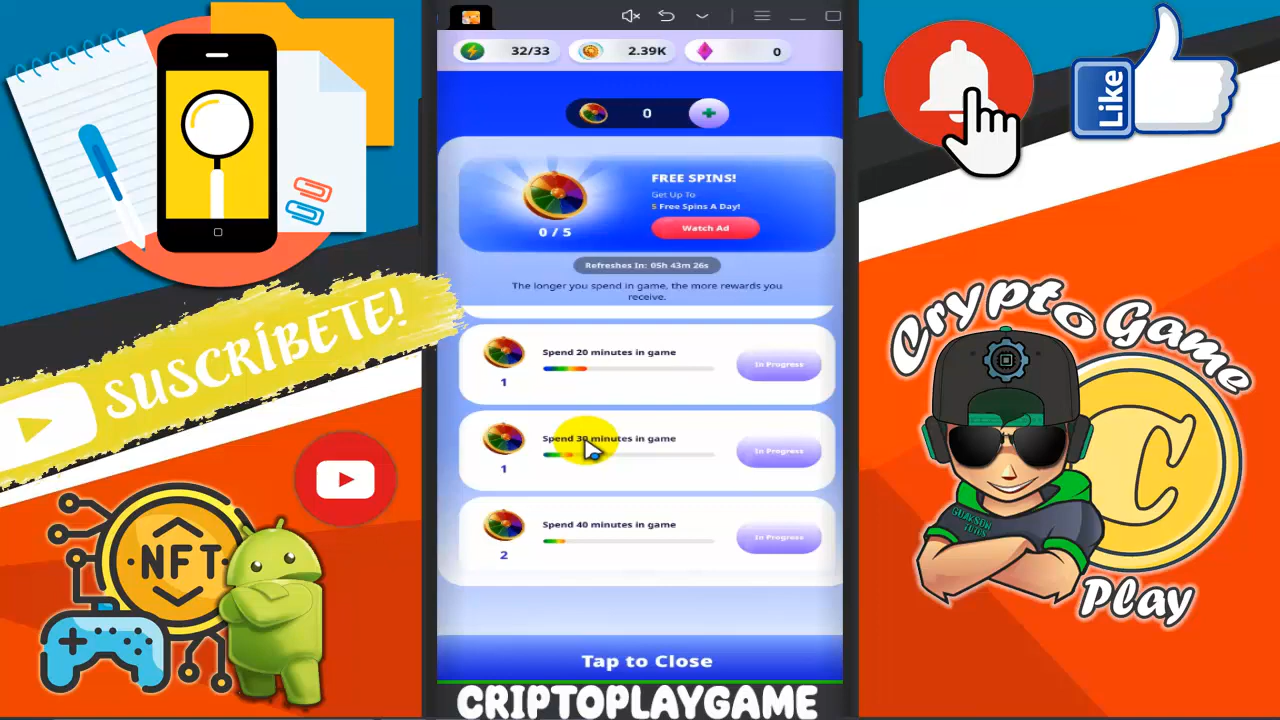 32/33
2.39K
0
0
FREE SPINS!
Get Up To
5 Free Spins A Day!
0 / 5
Watch Ad
Refreshes In: 05h 43m 26s
The longer you spend in game, the more rewards you
receive.
Spend 20 minutes in game
In Progress
1
Spend 30 minutes in game
In Progress
1
Spend 40 minutes in game
In Progress
2
Tap to Close
CRIPTOPLAYGAME
SUSCRÍBETE!
NFT
Like
Crypto Game
C
GUAKSON
TUTOS
Play